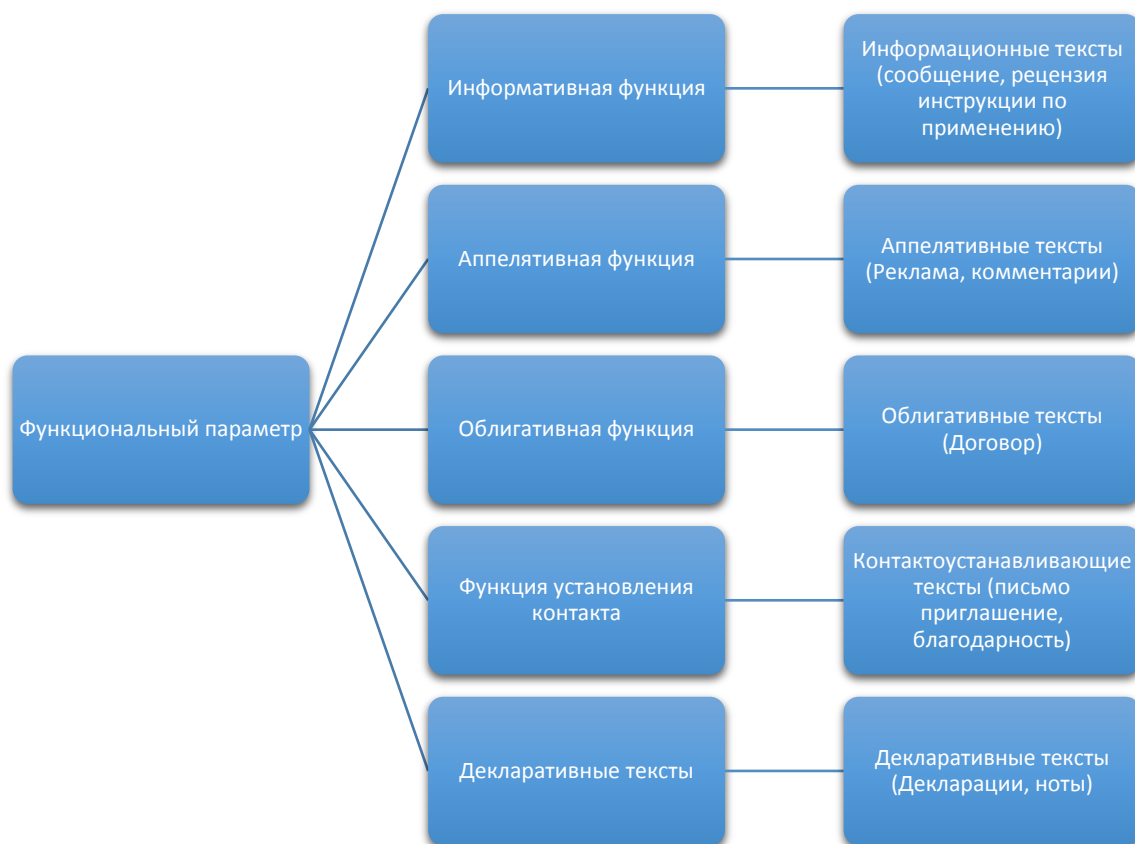 Информативная функция
Информационные тексты
(сообщение, рецензия
инструкции по
применению)
Аппелятивная функция
Аппелятивные тексты
(Реклама, комментарии)
Функциональный параметр
Облигативная функция
Облигативные тексты
(Договор)
Функция установления
контакта
Контактоустанавливающие
тексты (письмо
приглашение,
благодарность)
Декларативные тексты
Декларативные тексты
(Декларации, ноты)